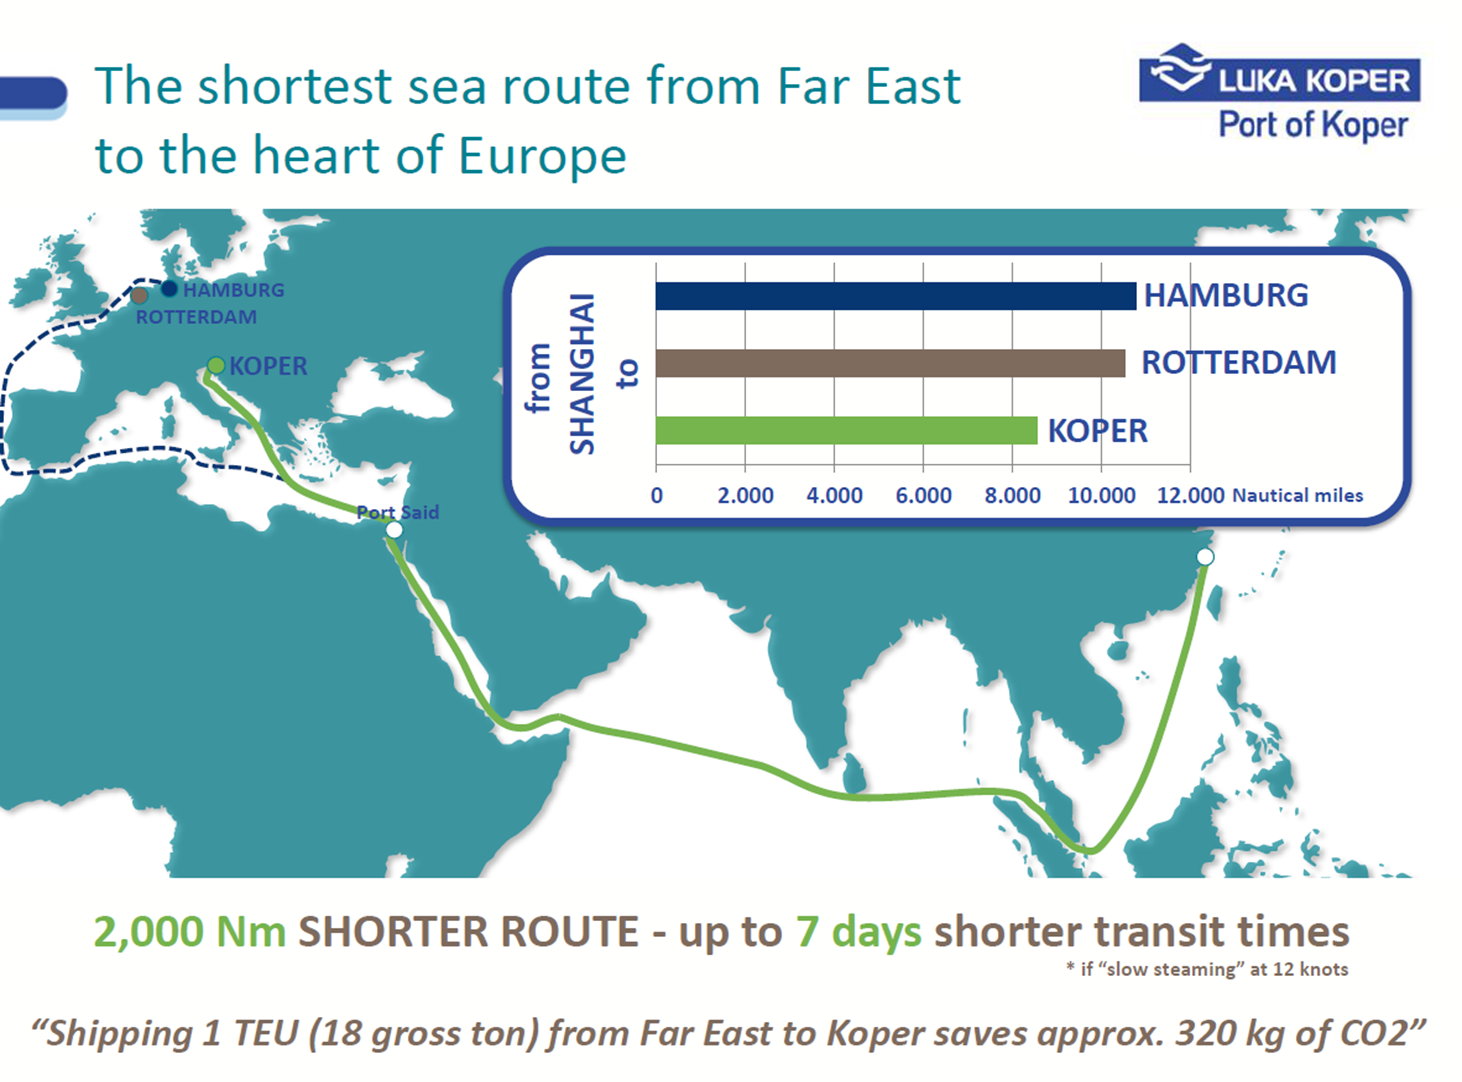 The shortest sea route from Far East
to the heart of Europe
LUKA KOPER
Port of Koper
HAMBURG
ROTTERDAM
KOPER
Port Said
from
SHANGHAI
to
HAMBURG
ROTTERDAM
KOPER
0 2.000 4.000 6.000 8.000 10.000 12.000 Nautical miles
2,000 Nm SHORTER ROUTE - up to 7 days shorter transit times
* if “slow steaming” at 12 knots
“Shipping 1 TEU (18 gross ton) from Far East to Koper saves approx. 320 kg of CO2”